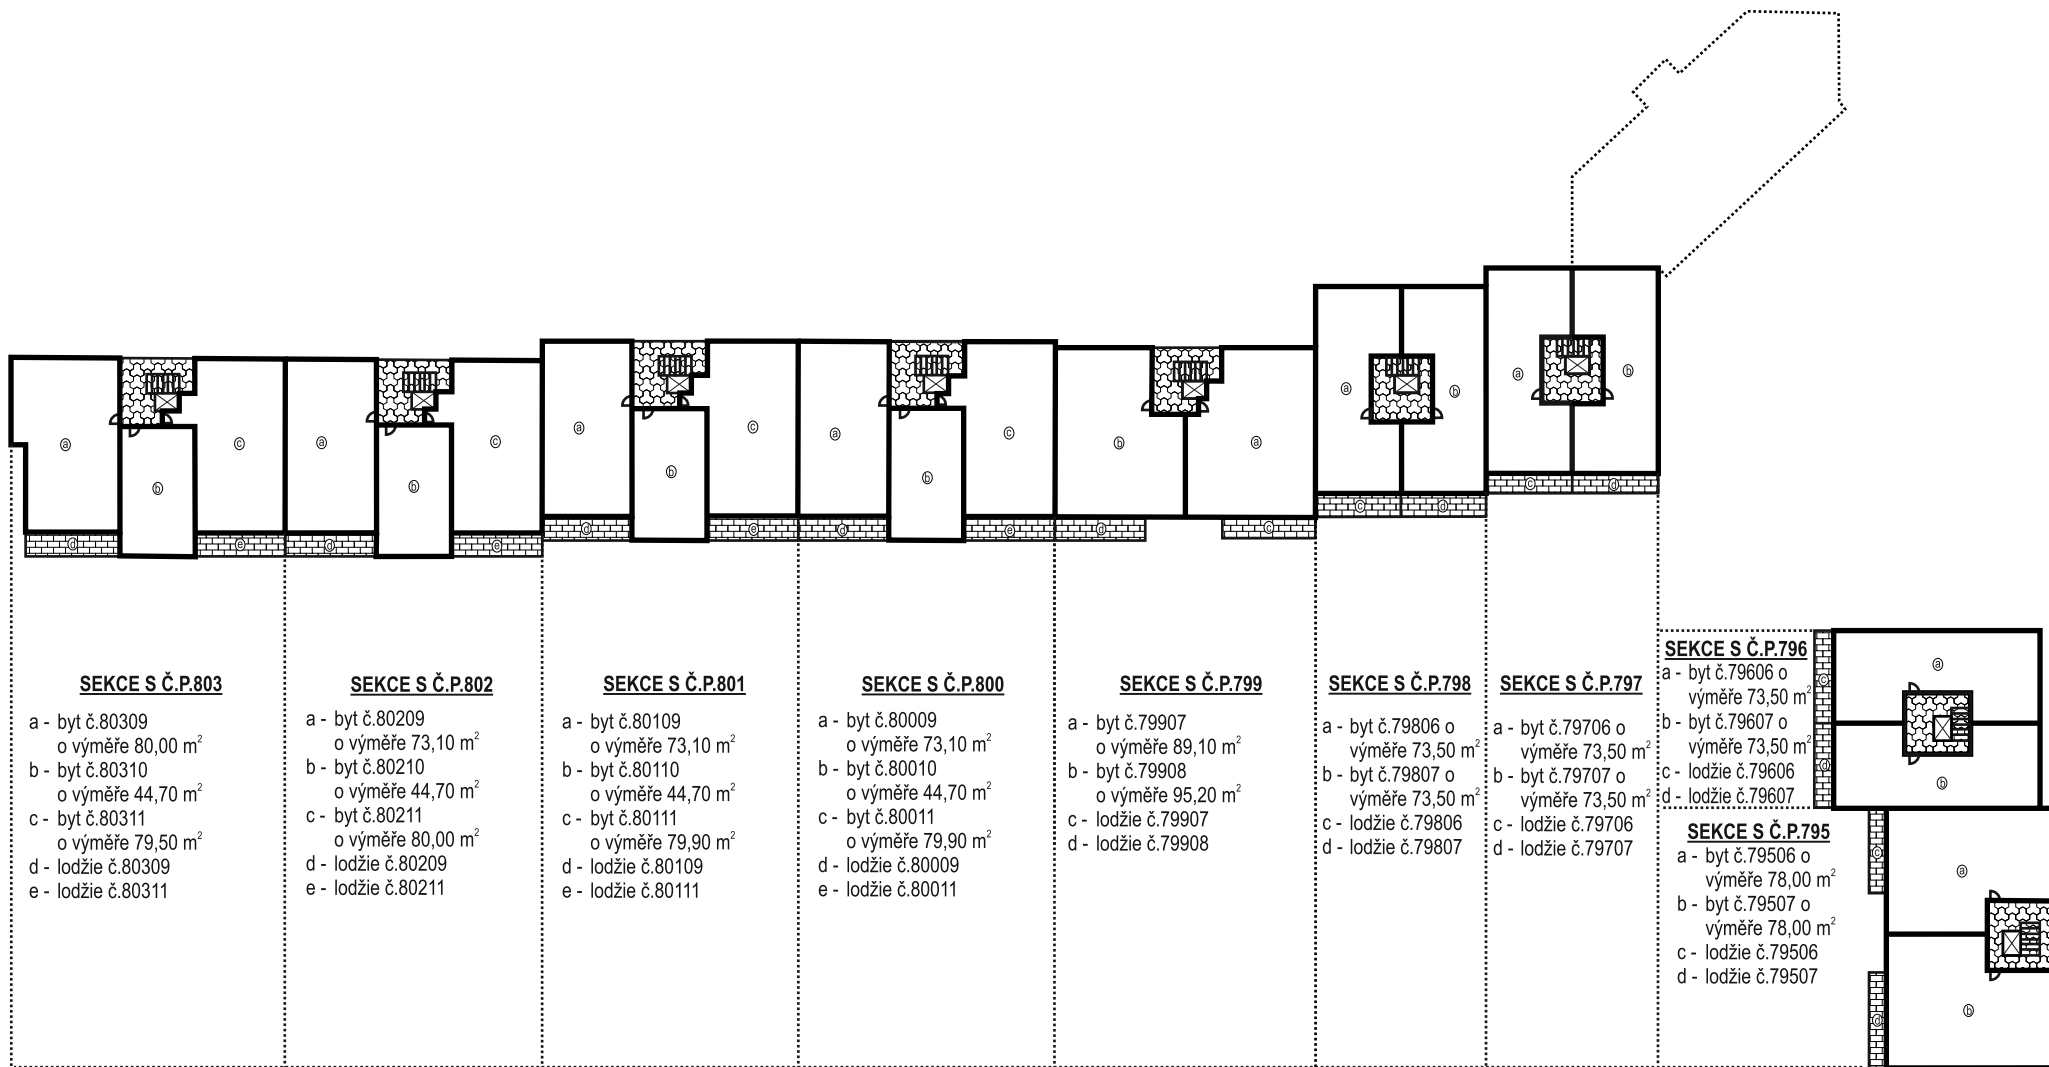 SEKCE S Č.P.803
a - byt č.80309
o výměře 80,00 m²
b - byt č.80310
o výměře 44,70 m²
c - byt č.80311
o výměře 79,50 m²
d - lodžie č.80309
e - lodžie č.80311
SEKCE S Č.P.802
a - byt č.80209
o výměře 73,10 m²
b - byt č.80210
o výměře 44,70 m²
c - byt č.80211
o výměře 80,00 m²
d - lodžie č.80209
e - lodžie č.80211
SEKCE S Č.P.801
a - byt č.80109
o výměře 73,10 m²
b - byt č.80110
o výměře 44,70 m²
c - byt č.80111
o výměře 79,90 m²
d - lodžie č.80109
e - lodžie č.80111
SEKCE S Č.P.800
a - byt č.80009
o výměře 73,10 m²
b - byt č.80010
o výměře 44,70 m²
c - byt č.80011
o výměře 79,90 m²
d - lodžie č.80009
e - lodžie č.80011
SEKCE S Č.P.799
a - byt č.79907
o výměře 89,10 m²
b - byt č.79908
o výměře 95,20 m²
c - lodžie č.79907
d - lodžie č.79908
SEKCE S Č.P.798
a - byt č.79806 o
výměře 73,50 m²
b - byt č.79807 o
výměře 73,50 m²
c - lodžie č.79806
d - lodžie č.79807
SEKCE S Č.P.797
a - byt č.79706 o
výměře 73,50 m²
b - byt č.79707 o
výměře 73,50 m²
c - lodžie č.79706
d - lodžie č.79707
SEKCE S Č.P.796
a - byt č.79606 o
výměře 73,50 m²
b - byt č.79607 o
výměře 73,50 m²
c - lodžie č.79606
d - lodžie č.79607
SEKCE S Č.P.795
a - byt č.79506 o
výměře 78,00 m²
b - byt č.79507 o
výměře 78,00 m²
c - lodžie č.79506
d - lodžie č.79507
a
b
c
d
e
a
b
c
d
e
a
b
c
d
e
a
b
c
d
e
b
a
d
c
a
b
c
d
a
b
c
d
a
b
c
d
a
b
c
d